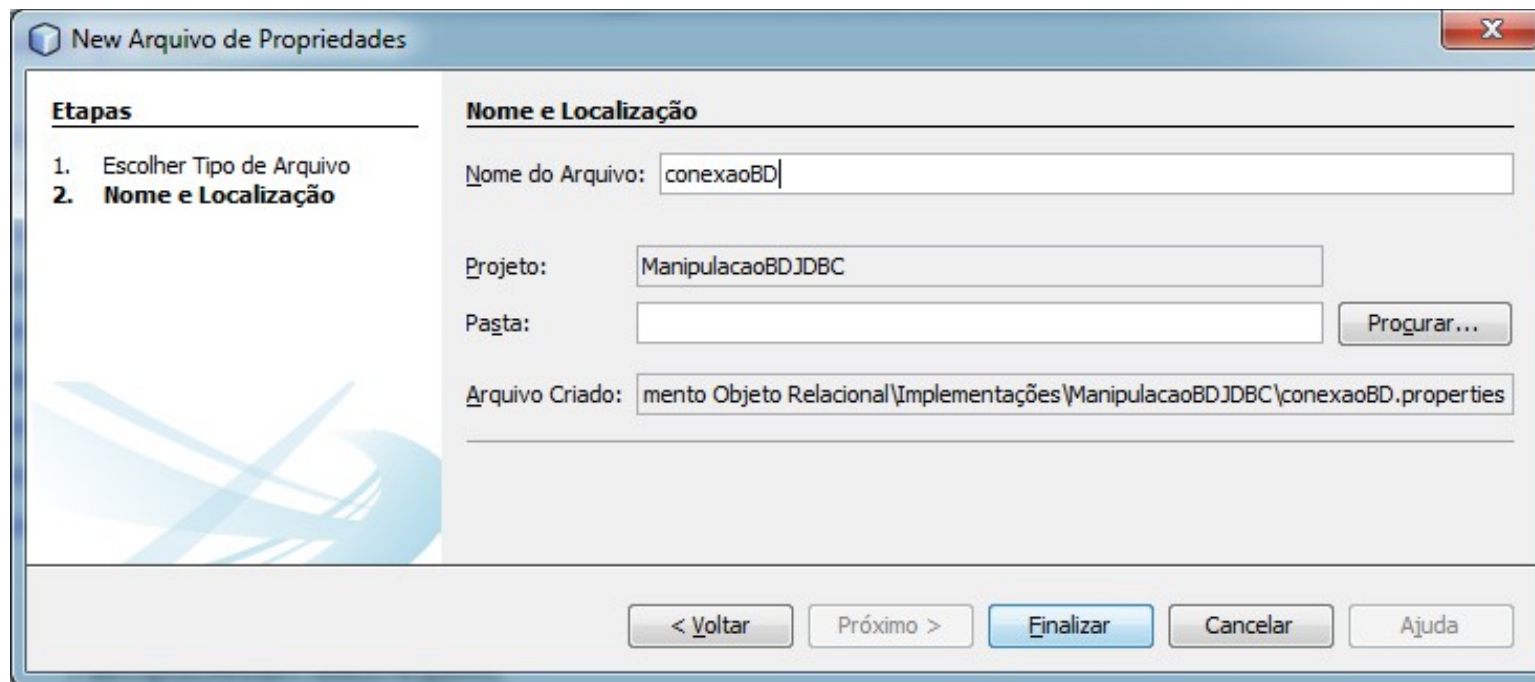 New Arquivo de Propriedades
X
Etapas
1. Escolher Tipo de Arquivo
2. Nome e Localização
Nome e Localização
Nome do Arquivo: conexaoBD
Projeto: ManipulacaoBDJDBC
Pasta: Procurar...
Arquivo Criado: mento Objeto Relacional\Implementações\ManipulacaoBDJDBC\conexaoBD.properties
< Voltar Próximo > Finalizar Cancelar Ajuda